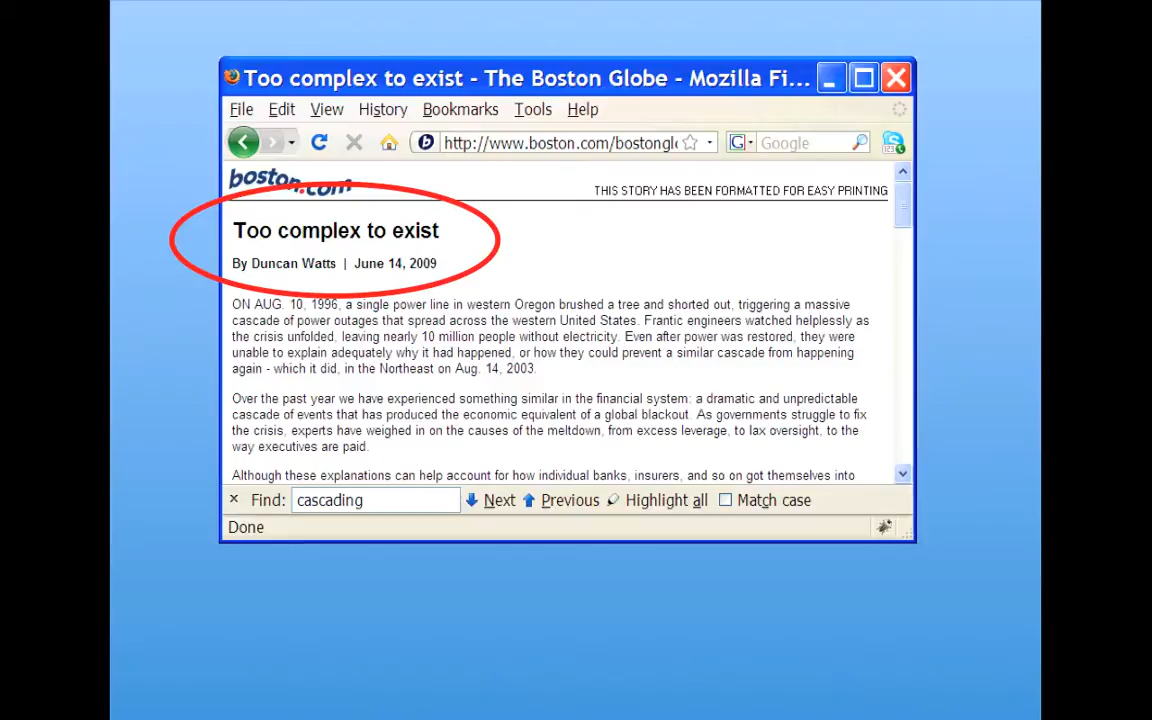 Too complex to exist - The Boston Globe - Mozilla Fi...
File Edit View History Bookmarks Tools Help
http://www.boston.com/bostongl
G Google
boston.com
THIS STORY HAS BEEN FORMATTED FOR EASY PRINTING
Too complex to exist
By Duncan Watts | June 14, 2009
ON AUG. 10, 1996, a single power line in western Oregon brushed a tree and shorted out, triggering a massive
cascade of power outages that spread across the western United States. Frantic engineers watched helplessly as
the crisis unfolded, leaving nearly 10 million people without electricity. Even after power was restored, they were
unable to explain adequately why it had happened, or how they could prevent a similar cascade from happening
again - which it did, in the Northeast on Aug. 14, 2003.
Over the past year we have experienced something similar in the financial system: a dramatic and unpredictable
cascade of events that has produced the economic equivalent of a global blackout. As governments struggle to fix
the crisis, experts have weighed in on the causes of the meltdown, from excess leverage, to lax oversight, to the
way executives are paid.
Although these explanations can help account for how individual banks, insurers, and so on got themselves into
Find: cascading Next Previous Highlight all Match case
Done